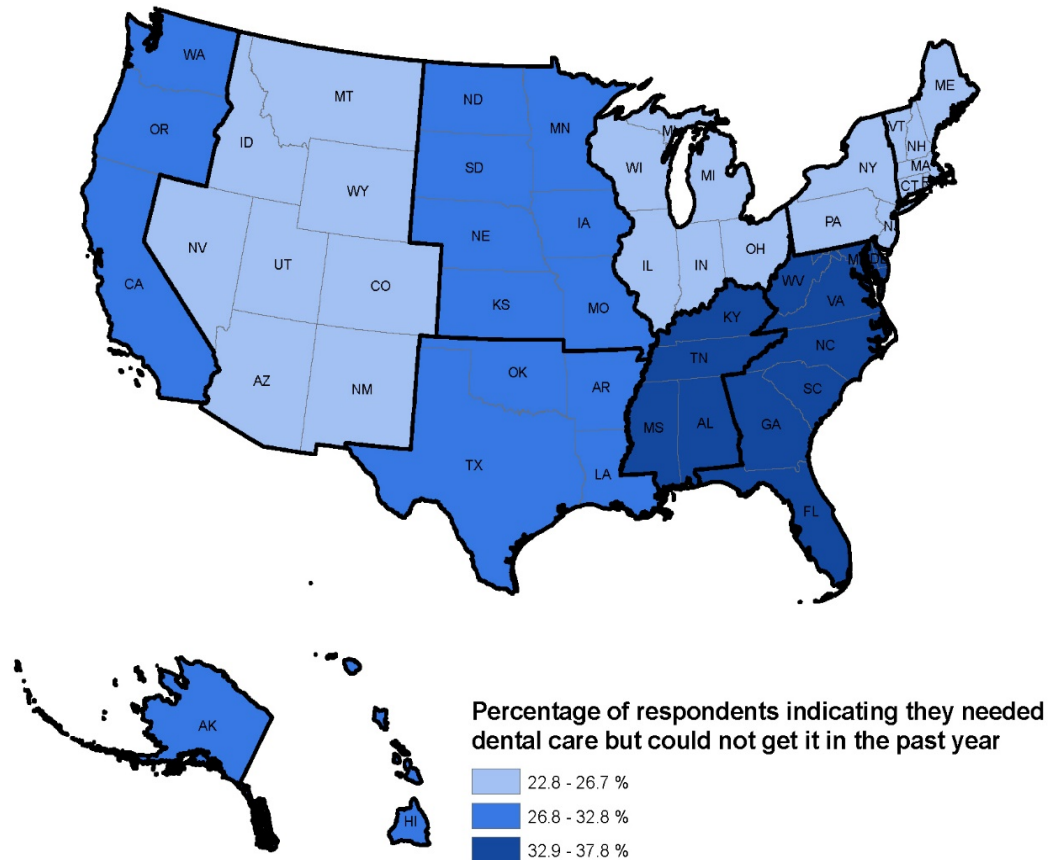 WA
MT
ND
MN
ME
VT
OR
ID
NH
SD
WI
MI
NY
MA
WY
CT
IA
PA
NE
NV
OH
IL
IN
UT
CO
WV
CA
VA
KS
MO
KY
NC
TN
OK
AZ
AR
NM
SC
MS
AL
GA
TX
LA
FL
AK
HI
Percentage of respondents indicating they needed
dental care but could not get it in the past year
22.8 - 26.7 %
26.8 - 32.8 %
32.9 - 37.8 %